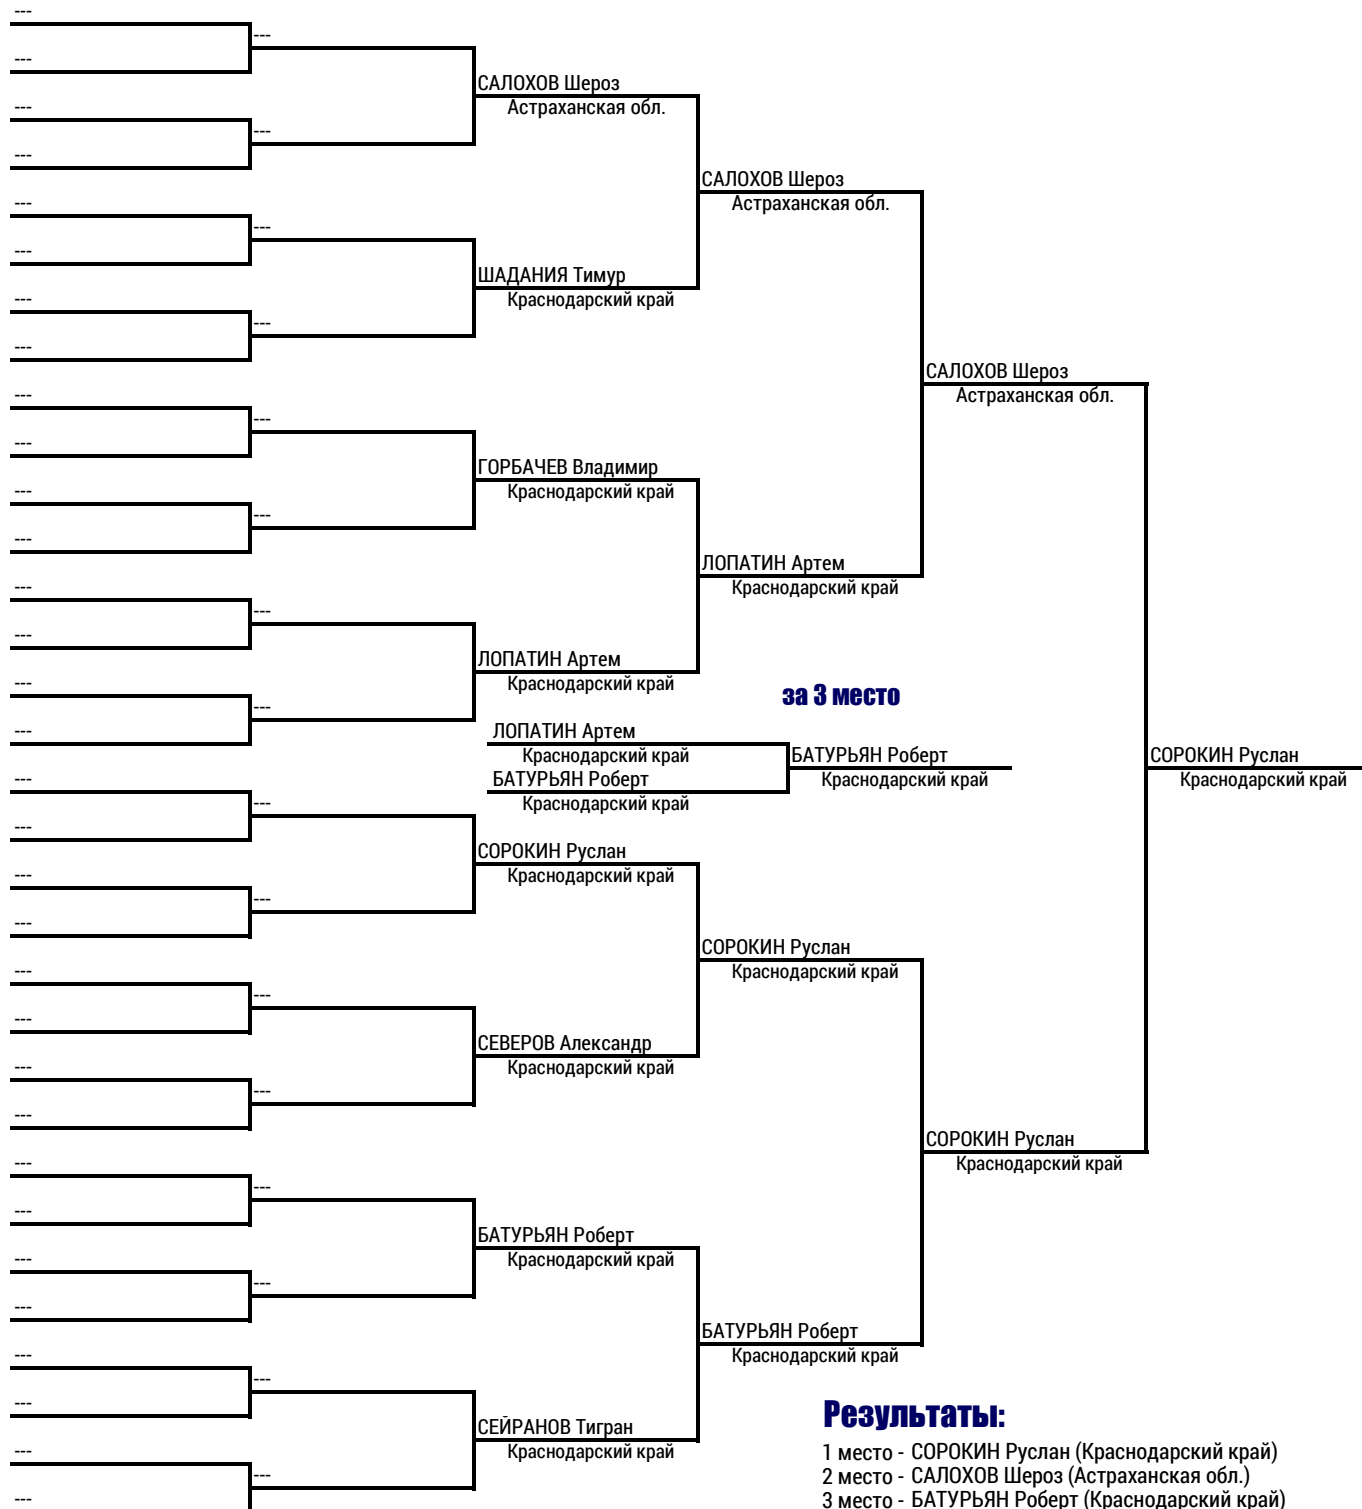 ---
---
---
САЛОХОВ Шероз
Астраханская обл.
---
---
---
САЛОХОВ Шероз
Астраханская обл.
---
---
---
ШАДАНИЯ Тимур
Краснодарский край
---
---
---
САЛОХОВ Шероз
Астраханская обл.
---
---
---
ГОРБАЧЕВ Владимир
Краснодарский край
---
---
---
ЛОПАТИН Артем
Краснодарский край
---
---
---
ЛОПАТИН Артем
Краснодарский край
---
---
---
за 3 место
ЛОПАТИН Артем
Краснодарский край
БАТУРЬЯН Роберт
Краснодарский край
БАТУРЬЯН Роберт
Краснодарский край
СОРОКИН Руслан
Краснодарский край
---
---
---
СОРОКИН Руслан
Краснодарский край
---
---
---
СОРОКИН Руслан
Краснодарский край
---
---
---
СЕВЕРОВ Александр
Краснодарский край
---
---
---
СОРОКИН Руслан
Краснодарский край
---
---
---
БАТУРЬЯН Роберт
Краснодарский край
---
---
---
БАТУРЬЯН Роберт
Краснодарский край
---
---
---
СЕЙРАНОВ Тигран
Краснодарский край
---
---
---
Результаты:
1 место - СОРОКИН Руслан (Краснодарский край)
2 место - САЛОХОВ Шероз (Астраханская обл.)
3 место - БАТУРЬЯН Роберт (Краснодарский край)